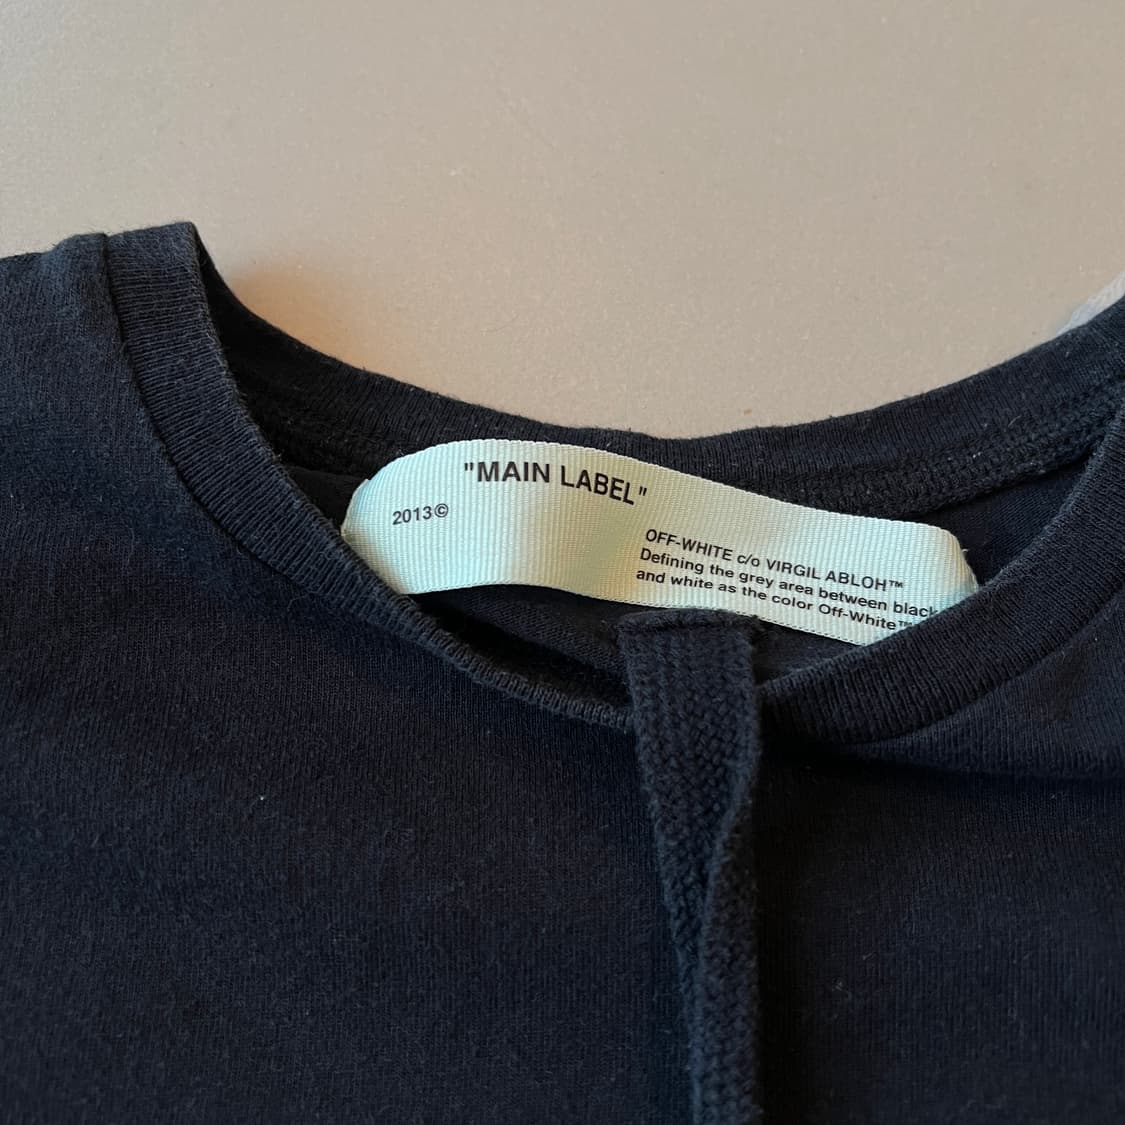 "MAIN LABEL"
2013©
OFF-WHITE c/o VIRGIL ABLOH™
Defining the grey area between black
and white as the color Off-White™